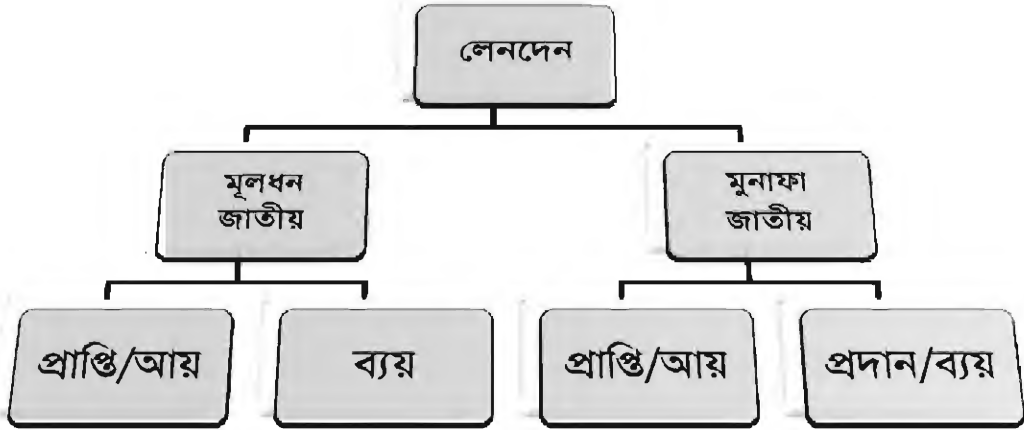 লেনদেন
মূলধন
জাতীয়
মুনাফা
জাতীয়
প্রাপ্তি/আয়
ব্যয়
প্রাপ্তি/আয়
প্রদান/ব্যয়